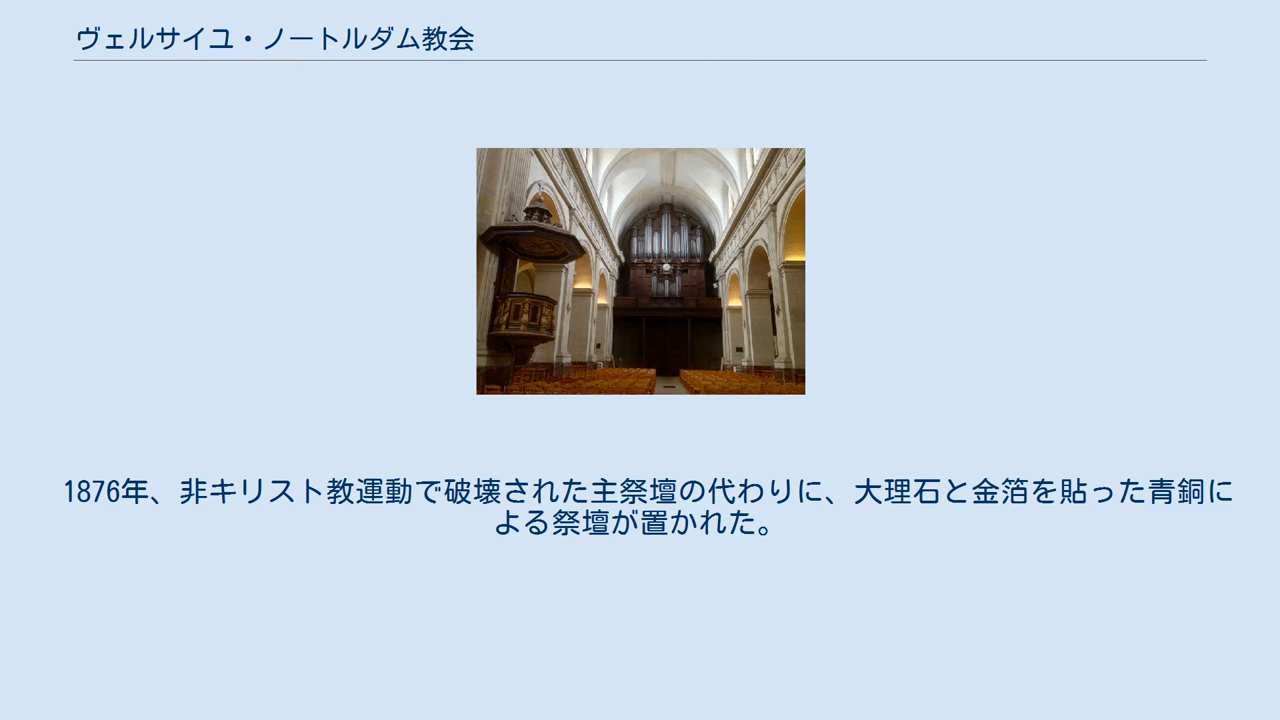 ヴェルサイユ・ノートルダム教会
1876年、非キリスト教運動で破壊された主祭壇の代わりに、大理石と金箔を貼った青銅に
よる祭壇が置かれた。